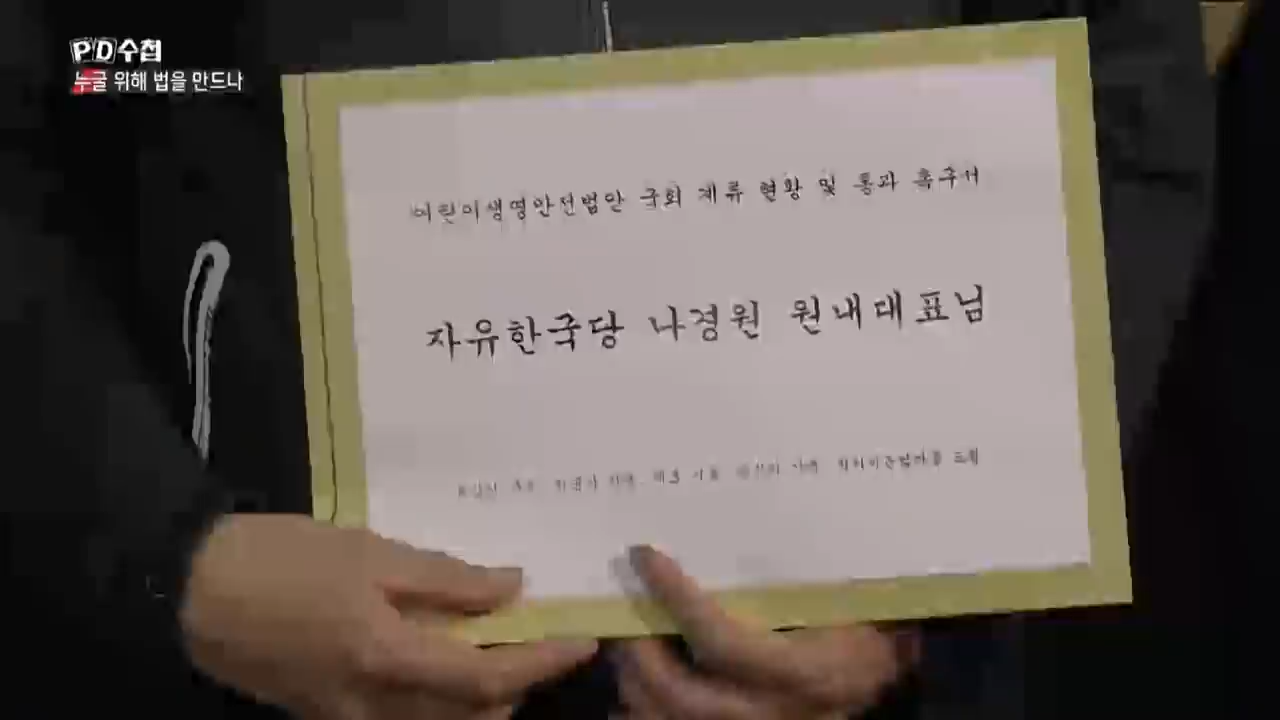 PD수첩
누굴 위해 법을 만드나
어린이생명안전법안 국회 계류 현황 및 통과 촉구서
자유한국당 나경원 원내대표님